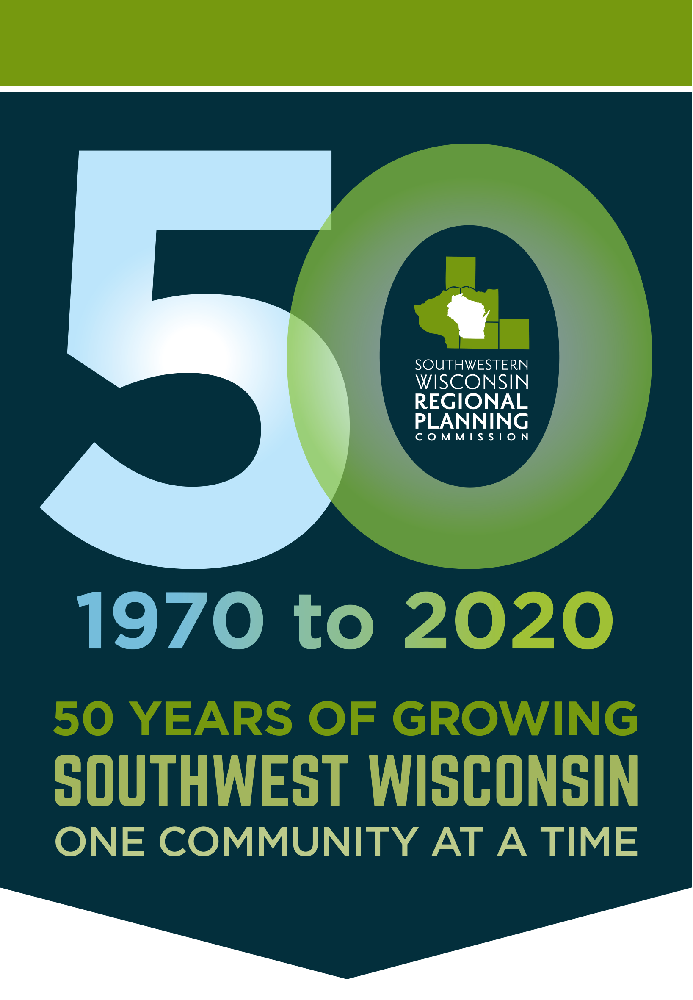 50
SOUTHWESTERN
WISCONSIN
REGIONAL
PLANNING
COMMISSION
1970 to 2020
50 YEARS OF GROWING
SOUTHWEST WISCONSIN
ONE COMMUNITY AT A TIME